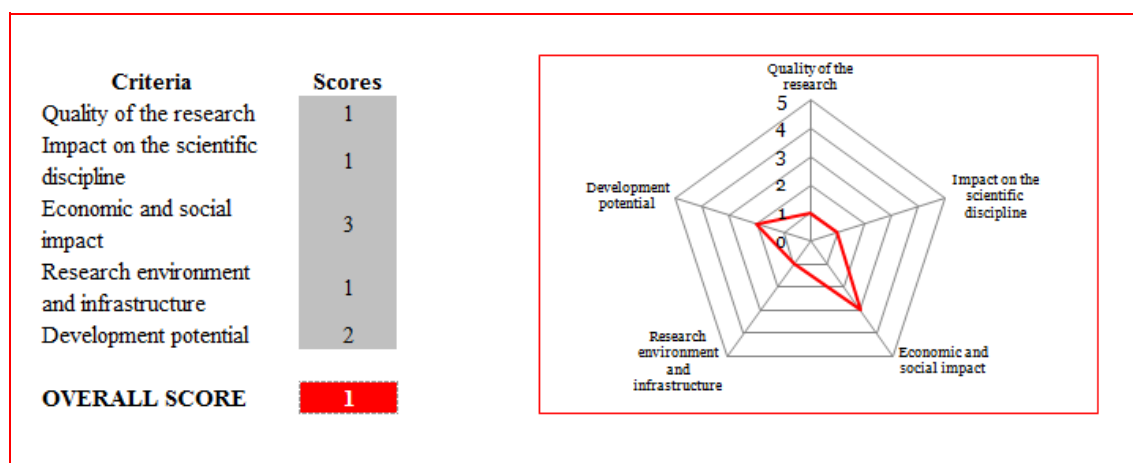 Criteria Scores
Quality of the research 1
Impact on the scientific
discipline 1
Economic and social
impact 3
Research environment
and infrastructure 1
Development potential 2
OVERALL SCORE 1
Quality of the
research
5
4
3
2
1
0
Impact on the
scientific
discipline
Economic and
social impact
Research
environment
and
infrastructure
Development
potential